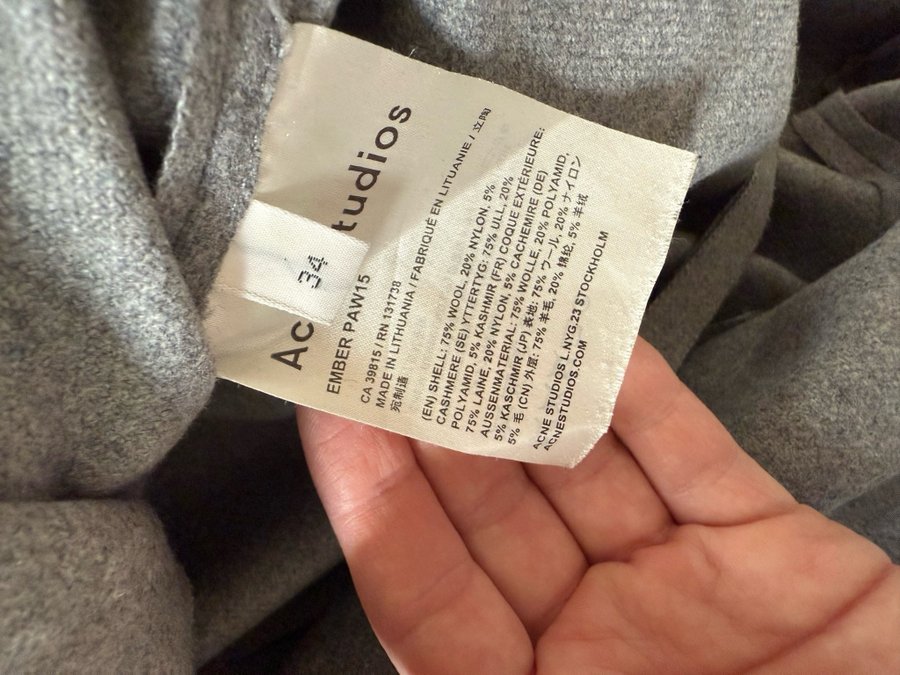 Ac tudios
34
EMBER PAW15
CA 39815 / RN 131738
MADE IN LITHUANIA / FABRIQUÉ EN LITUANIE / 立陶
宛制造
(EN) SHELL: 75% WOOL, 20% NYLON, 5%
CASHMERE (SE) YTTERTYG: 75% ULL, 20%
POLYAMID, 5% KASHMIR (FR) COQUE EXTÉRIEURE:
75% LAINE, 20% NYLON, 5% CACHEMIRE (DE)
AUSSENMATERIAL: 75% WOLLE, 20% POLYAMID,
5% KASCHMIR (JP) 表地: 75% ウール, 20% ナイロン
5% 毛 (CN) 外层: 75% 羊毛, 20% 棉纶, 5% 羊绒
ACNE STUDIOS L.NYG.23 STOCKHOLM
ACNESTUDIOS.COM